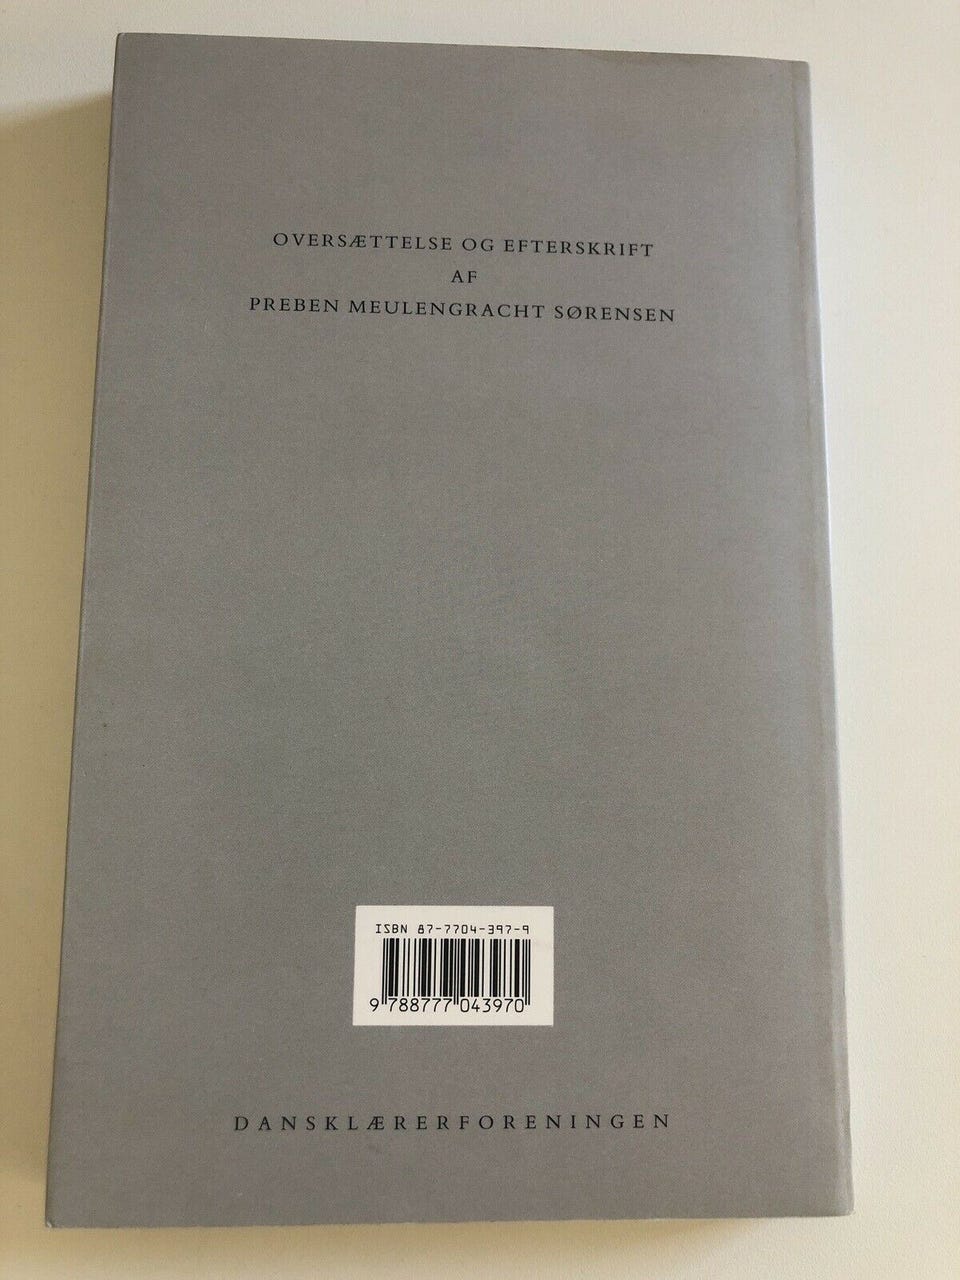 OVERSÆTTELSE OG EFTERSKRIFT
AF
PREBEN MEULENGRACHT SØRENSEN
ISBN 87-7704-397-9
9 788777 043970
DANSKLÆRERFORENINGEN